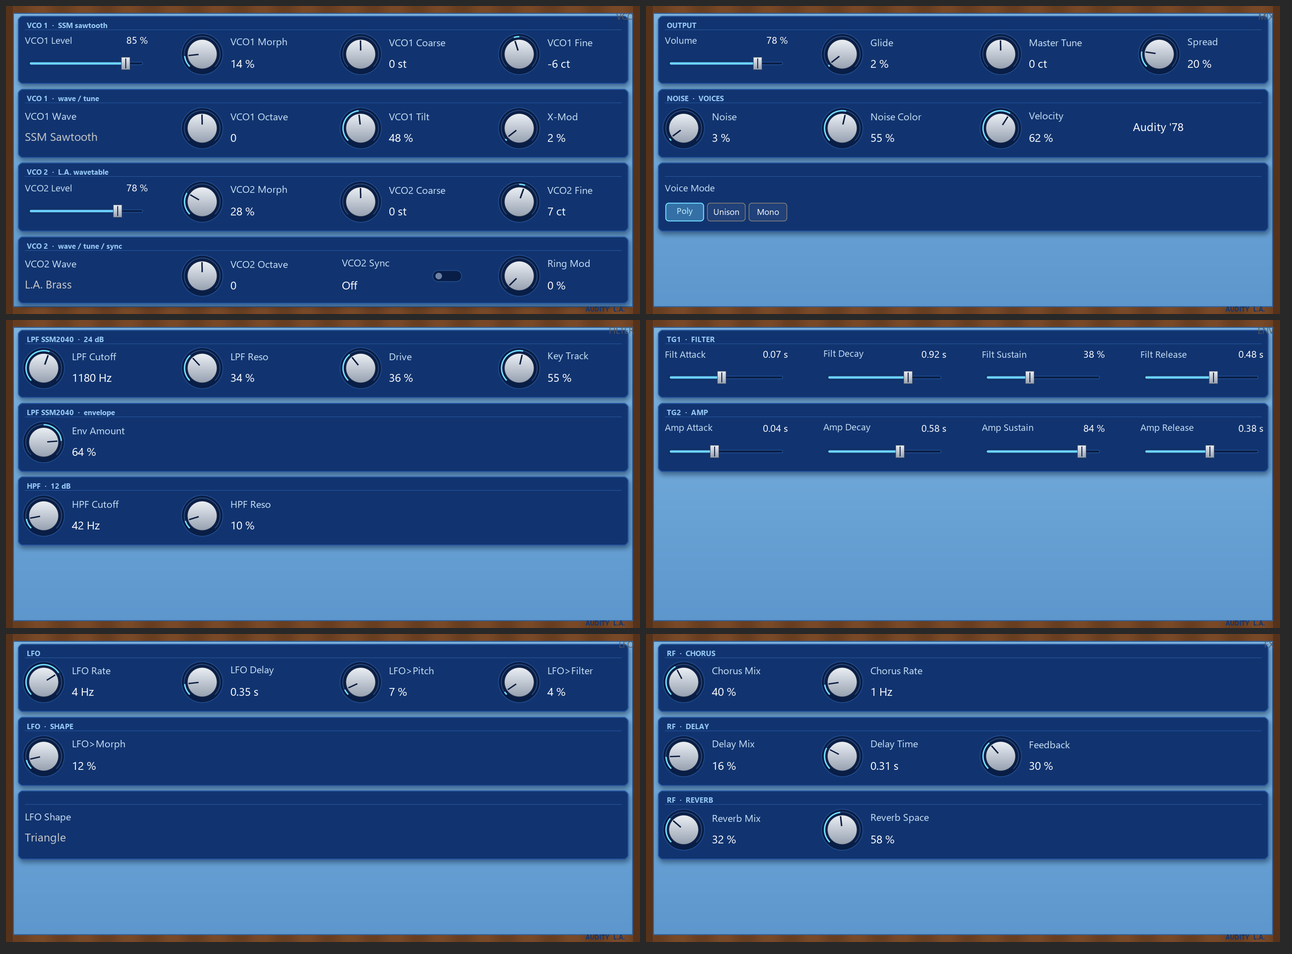 VCO 1 · SSM sawtooth
VCO1 Level 85 % VCO1 Morph 14 % VCO1 Coarse 0 st VCO1 Fine -6 ct
VCO 1 · wave / tune
VCO1 Wave SSM Sawtooth VCO1 Octave 0 VCO1 Tilt 48 % X-Mod 2 %
VCO 2 · L.A. wavetable
VCO2 Level 78 % VCO2 Morph 28 % VCO2 Coarse 0 st VCO2 Fine 7 ct
VCO 2 · wave / tune / sync
VCO2 Wave L.A. Brass VCO2 Octave 0 VCO2 Sync Off Ring Mod 0 %
AUDITY L.A.
OUTPUT
Volume 78 % Glide 2 % Master Tune 0 ct Spread 20 %
NOISE · VOICES
Noise 3 % Noise Color 55 % Velocity 62 % Audity '78
Voice Mode
Poly Unison Mono
AUDITY L.A.
LPF SSM2040 · 24 dB
LPF Cutoff 1180 Hz LPF Reso 34 % Drive 36 % Key Track 55 %
LPF SSM2040 · envelope
Env Amount 64 %
HPF · 12 dB
HPF Cutoff 42 Hz HPF Reso 10 %
AUDITY L.A.
TG1 · FILTER
Filt Attack 0.07 s Filt Decay 0.92 s Filt Sustain 38 % Filt Release 0.48 s
TG2 · AMP
Amp Attack 0.04 s Amp Decay 0.58 s Amp Sustain 84 % Amp Release 0.38 s
AUDITY L.A.
LFO
LFO Rate 4 Hz LFO Delay 0.35 s LFO>Pitch 7 % LFO>Filter 4 %
LFO · SHAPE
LFO>Morph 12 %
LFO Shape
Triangle
AUDITY L.A.
RF · CHORUS
Chorus Mix 40 % Chorus Rate 1 Hz
RF · DELAY
Delay Mix 16 % Delay Time 0.31 s Feedback 30 %
RF · REVERB
Reverb Mix 32 % Reverb Space 58 %
AUDITY L.A.